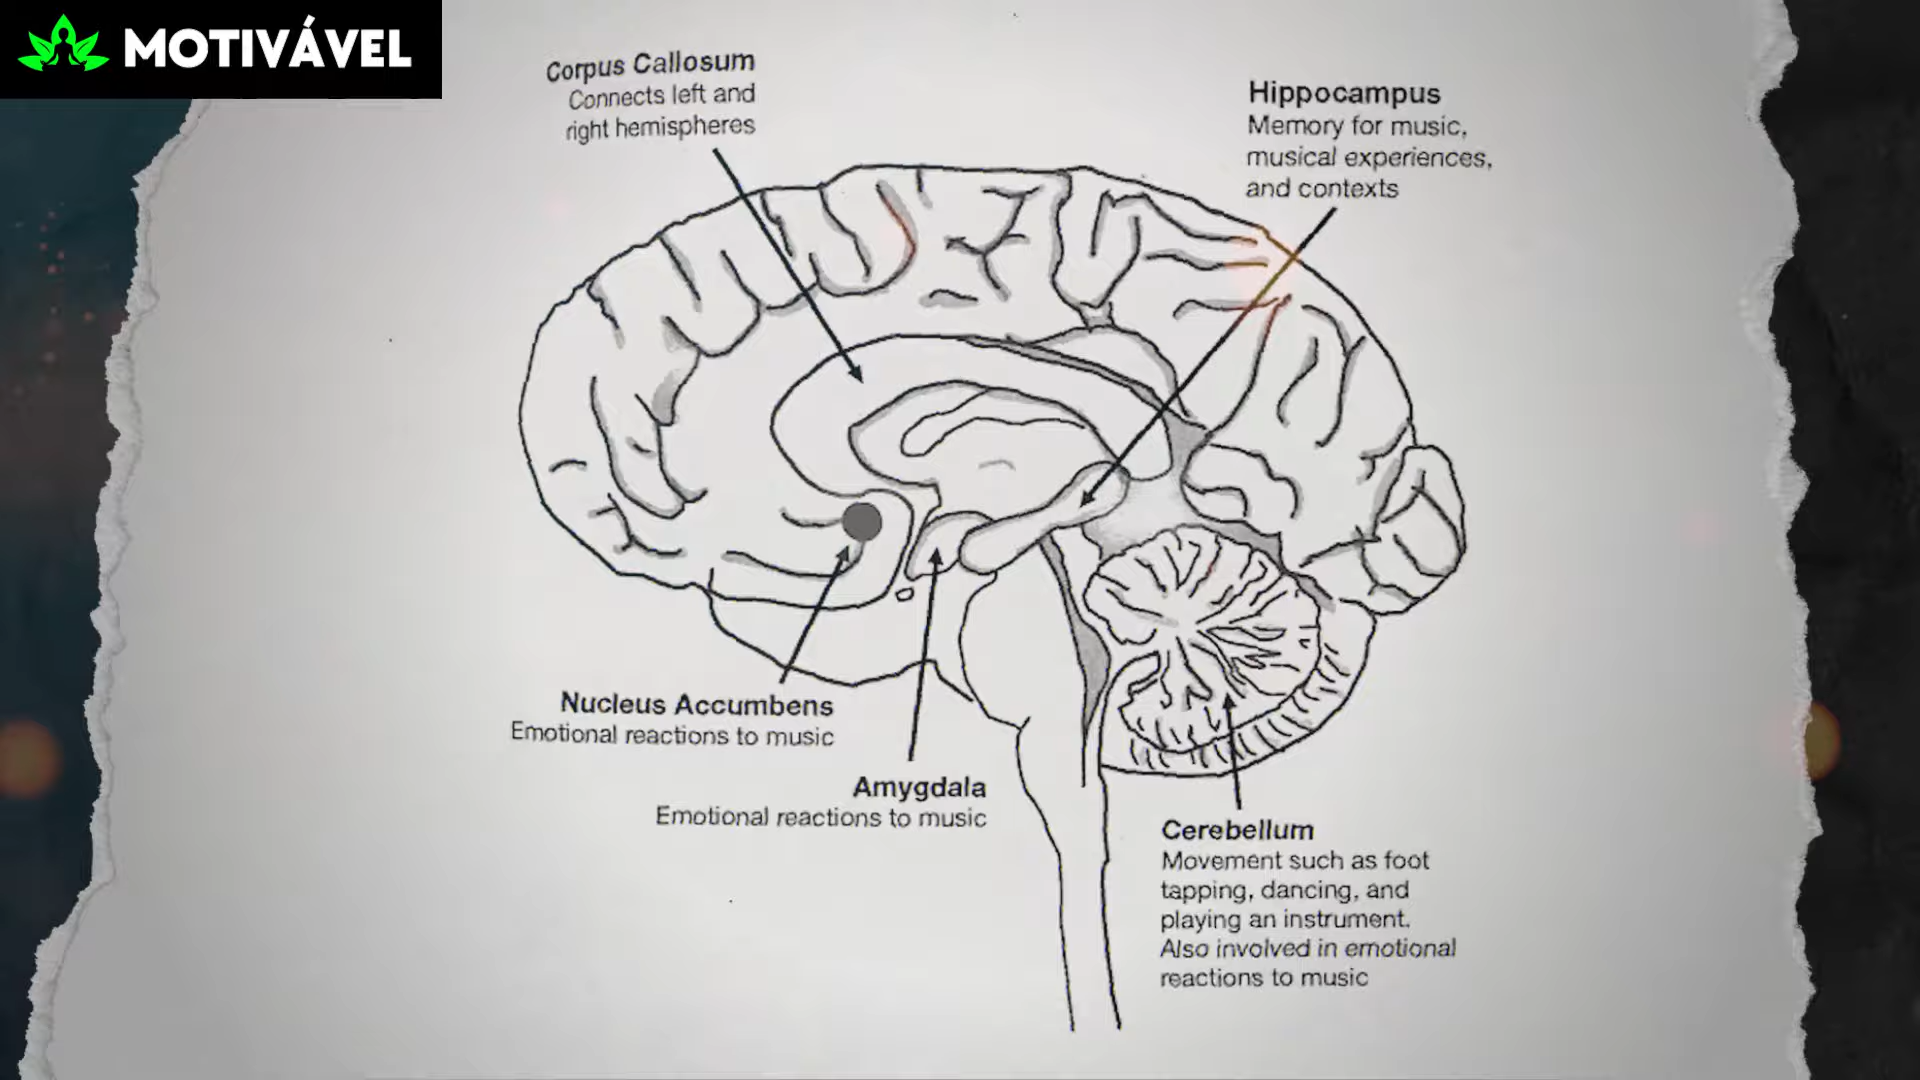 MOTIVÁVEL
Corpus Callosum
Connects left and
right hemispheres
Hippocampus
Memory for music,
musical experiences,
and contexts
Nucleus Accumbens
Emotional reactions to music
Amygdala
Emotional reactions to music
Cerebellum
Movement such as foot
tapping, dancing, and
playing an instrument.
Also involved in emotional
reactions to music